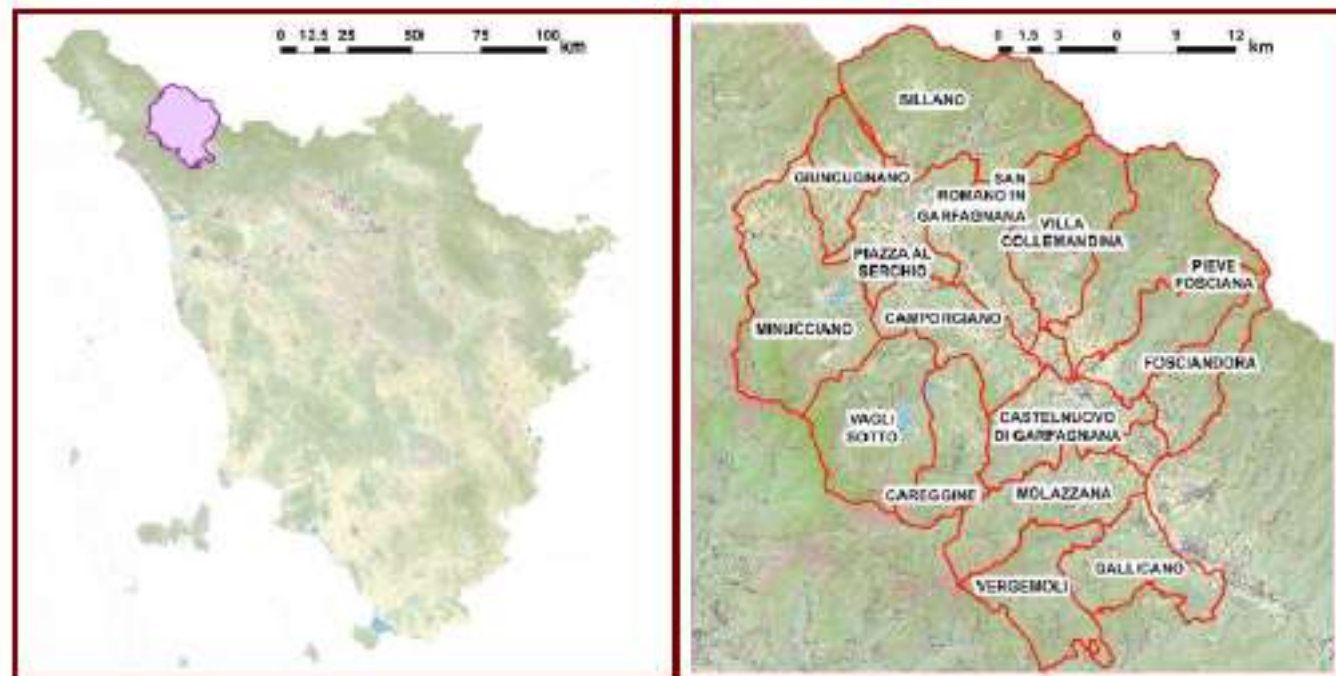 0 12.5 25 50 75 100
km
0 1.5 3 6 9 12
km
SILLANO
GIUNCUGNANO
SAN
ROMANO IN
GARFAGNANA
VILLA
COLLEMANDINA
PIAZZA AL
SERCHIO
PIEVE
FOSCIANA
CAMPORGIANO
MINUCCIANO
FOSCIANDORA
VAGLI
SOTTO
CASTELNUOVO
DI GARFAGNANA
CAREGGINE
MOLAZZANA
GALLICANO
VERGEMOLI